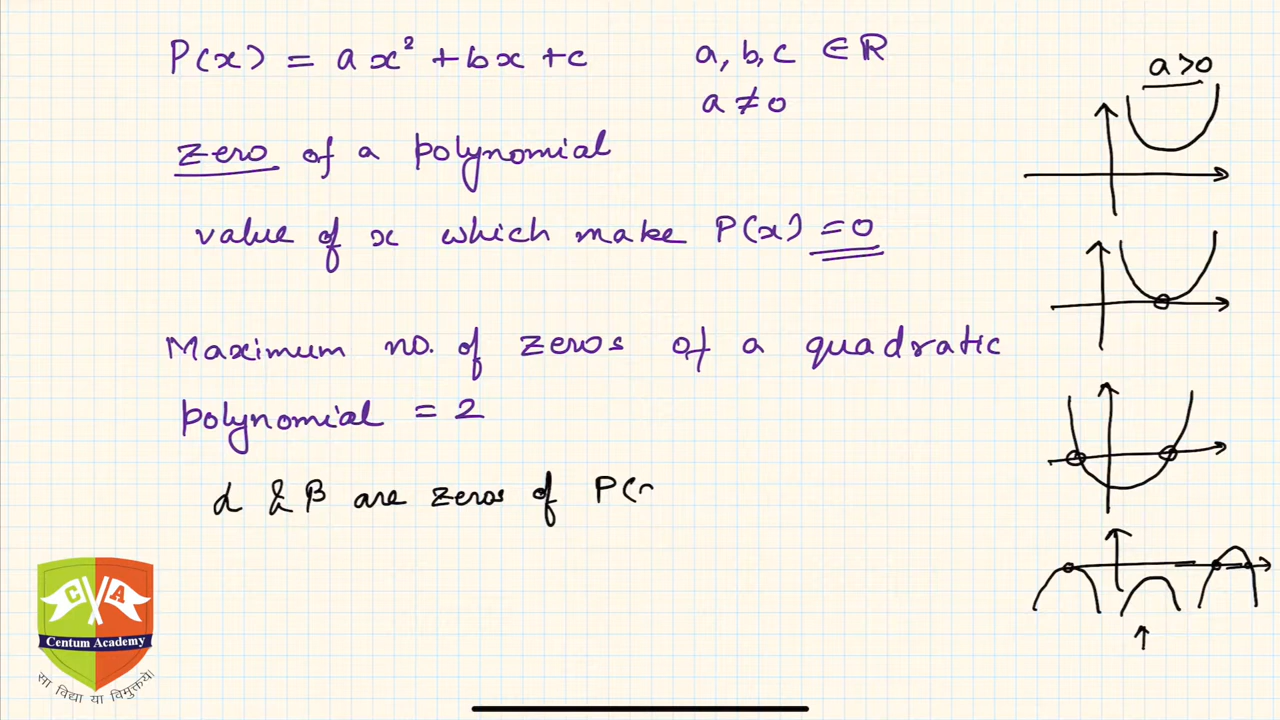 P(x) = ax² + bx + c
a, b, c ∈ ℝ
a ≠ 0
a > 0
Zero of a polynomial
value of x which make P(x) = 0
Maximum no. of zeros of a quadratic
polynomial = 2
α & β are zeros of P(
C A
Centum Academy
सा विद्या या विमुक्तये।